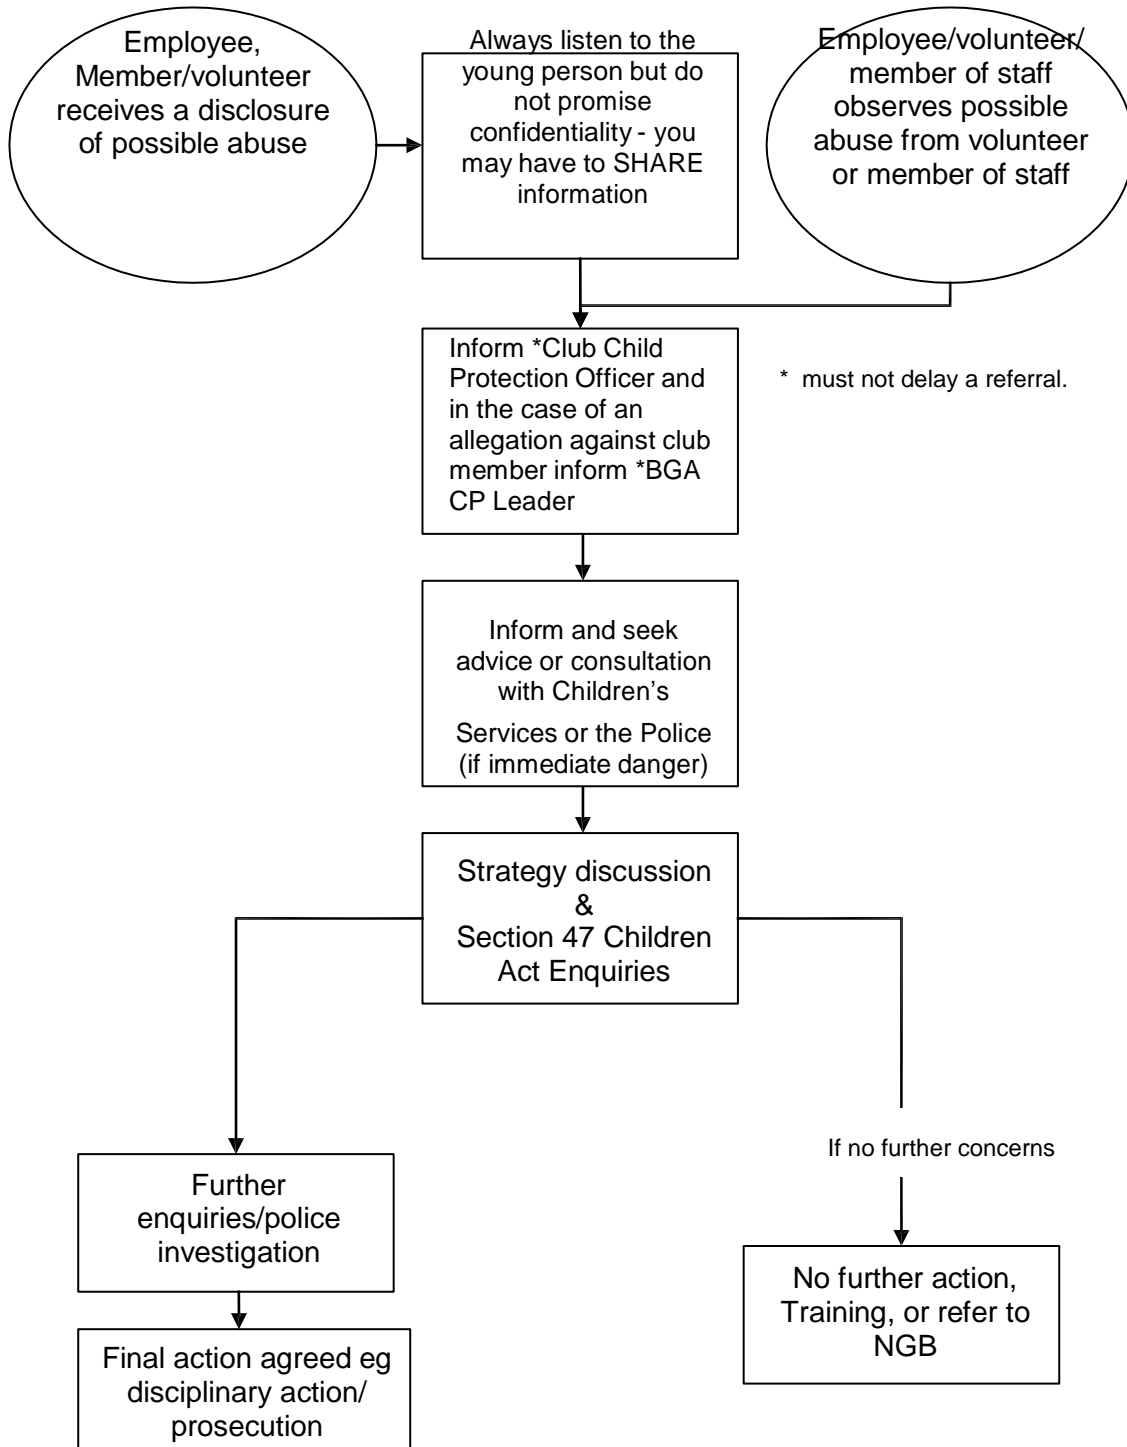 Employee,
Member/volunteer
receives a disclosure
of possible abuse
Always listen to the
young person but do
not promise
confidentiality - you
may have to SHARE
information
Employee/volunteer/
member of staff
observes possible
abuse from volunteer
or member of staff
Inform *Club Child
Protection Officer and
in the case of an
allegation against club
member inform *BGA
CP Leader
* must not delay a referral.
Inform and seek
advice or consultation
with Children’s
Services or the Police
(if immediate danger)
Strategy discussion
&
Section 47 Children
Act Enquiries
Further
enquiries/police
investigation
If no further concerns
No further action,
Training, or refer to
NGB
Final action agreed eg
disciplinary action/
prosecution